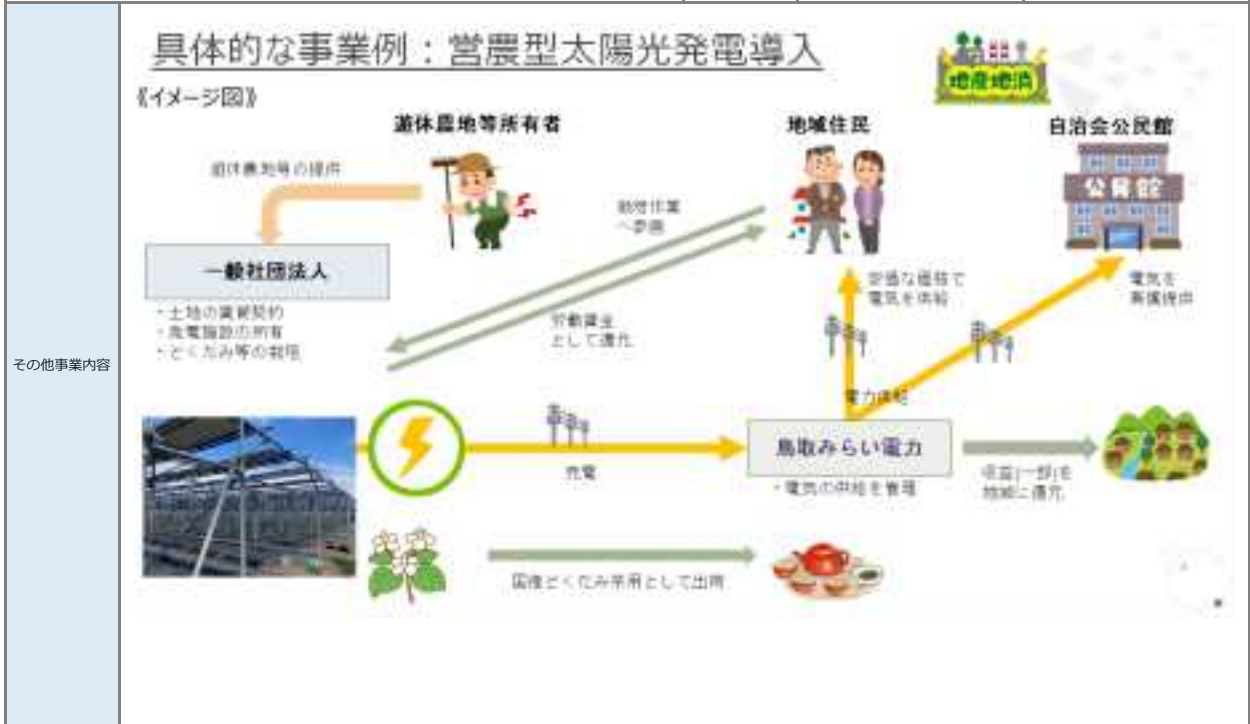 その他事業内容
具体的な事業例：営農型太陽光発電導入
《イメージ図》
地産地消
遊休農地等所有者
地域住民
自治会公民館
遊休農地等の提供
公民館
一般社団法人
・土地の賃貸契約
・発電施設の所有
・どくだみ等の栽培
栽培作業
へ参画
労働賃金
として還元
安価な価格で
電気を供給
電気を
無償提供
電力供給
売電
鳥取みらい電力
・電気の供給を管理
収益(一部)を
地域に還元
国産どくだみ茶用として出荷